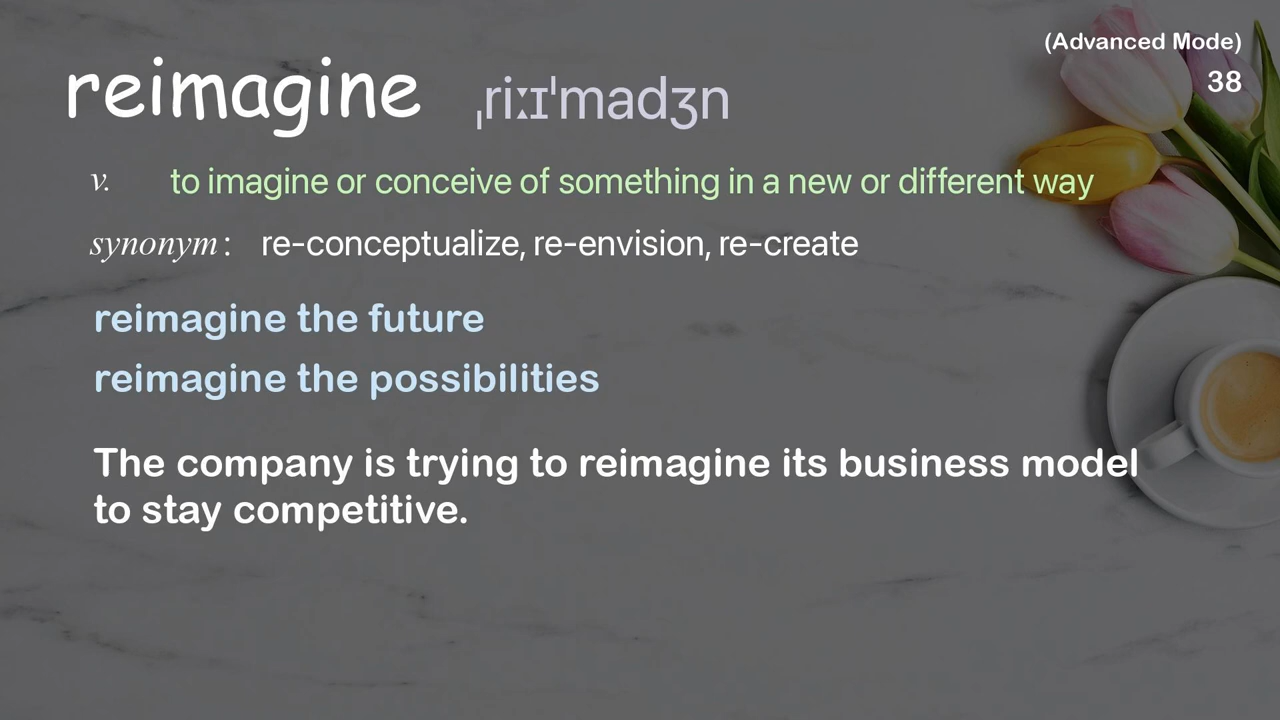 (Advanced Mode)
38
reimagine ˌriːɪˈmadʒn
v. to imagine or conceive of something in a new or different way
synonym: re-conceptualize, re-envision, re-create
reimagine the future
reimagine the possibilities
The company is trying to reimagine its business model
to stay competitive.